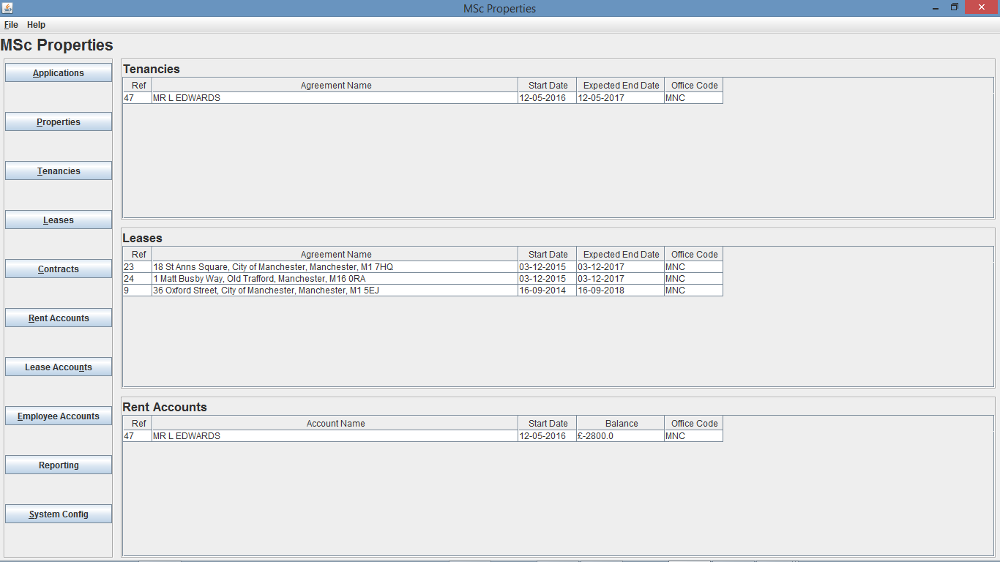 MSc Properties
File Help
MSc Properties
Applications
Properties
Tenancies
Leases
Contracts
Rent Accounts
Lease Accounts
Employee Accounts
Reporting
System Config
Tenancies
Ref Agreement Name Start Date Expected End Date Office Code
47 MR L EDWARDS 12-05-2016 12-05-2017 MNC
Leases
Ref Agreement Name Start Date Expected End Date Office Code
23 18 St Anns Square, City of Manchester, Manchester, M1 7HQ 03-12-2015 03-12-2017 MNC
24 1 Matt Busby Way, Old Trafford, Manchester, M16 0RA 03-12-2015 03-12-2017 MNC
9 36 Oxford Street, City of Manchester, Manchester, M1 5EJ 16-09-2014 16-09-2018 MNC
Rent Accounts
Ref Account Name Start Date Balance Office Code
47 MR L EDWARDS 12-05-2016 £-2800.0 MNC